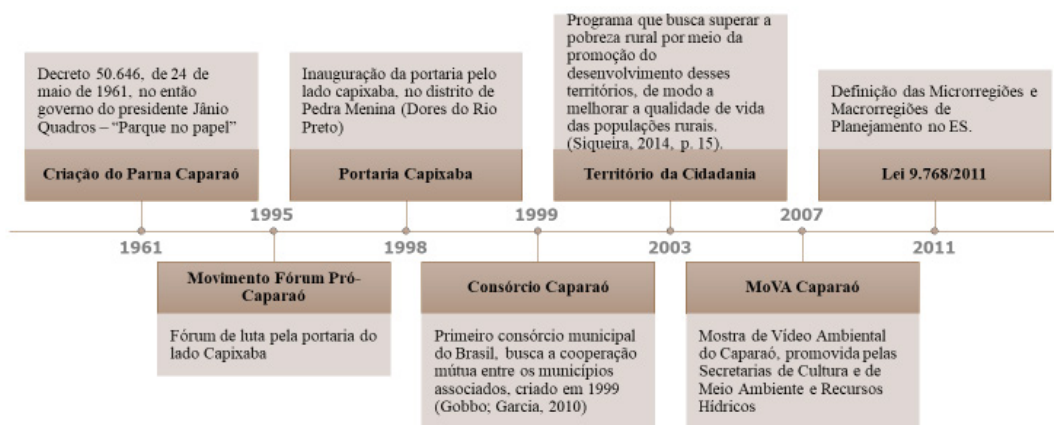 Decreto 50.646, de 24 de
maio de 1961, no então
governo do presidente Jânio
Quadros – “Parque no papel”
Criação do Parna Caparaó
1961
1995
Movimento Fórum Pró-
Caparaó
Fórum de luta pela portaria do
lado Capixaba
Inauguração da portaria pelo
lado capixaba, no distrito de
Pedra Menina (Dores do Rio
Preto)
Portaria Capixaba
1998
1999
Consórcio Caparaó
Primeiro consórcio municipal
do Brasil, busca a cooperação
mútua entre os municípios
associados, criado em 1999
(Gobbo; Garcia, 2010)
Programa que busca superar a
pobreza rural por meio da
promoção do
desenvolvimento desses
territórios, de modo a
melhorar a qualidade de vida
das populações rurais.
(Siqueira, 2014, p. 15).
Território da Cidadania
2003
2007
MoVA Caparaó
Mostra de Vídeo Ambiental
do Caparaó, promovida pelas
Secretarias de Cultura e de
Meio Ambiente e Recursos
Hídricos
Definição das Microrregiões e
Macrorregiões de
Planejamento no ES.
Lei 9.768/2011
2011